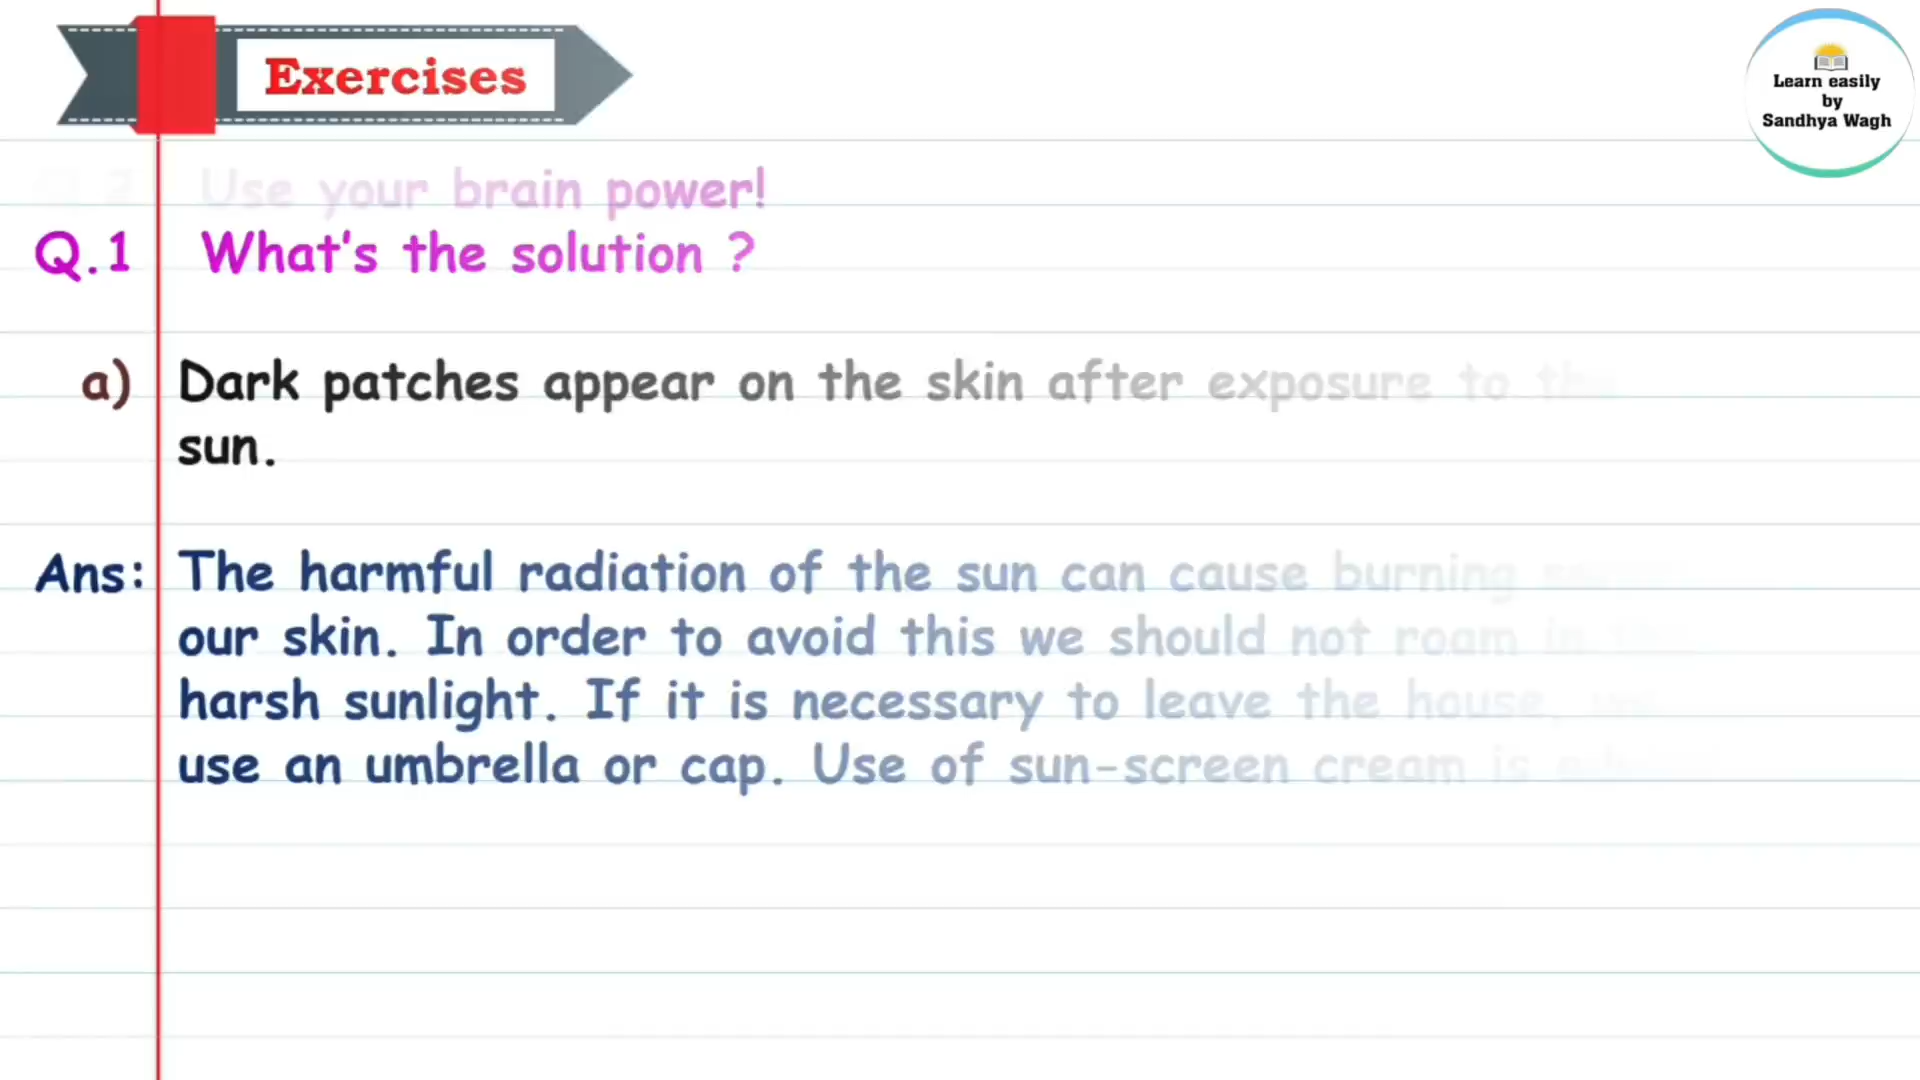 Exercises
Learn easily
by
Sandhya Wagh
Use your brain power!
Q.1 What's the solution ?
a) Dark patches appear on the skin after exposure to the
sun.
Ans: The harmful radiation of the sun can cause burning
our skin. In order to avoid this we should not roam in
harsh sunlight. If it is necessary to leave the house,
use an umbrella or cap. Use of sun-screen cream is